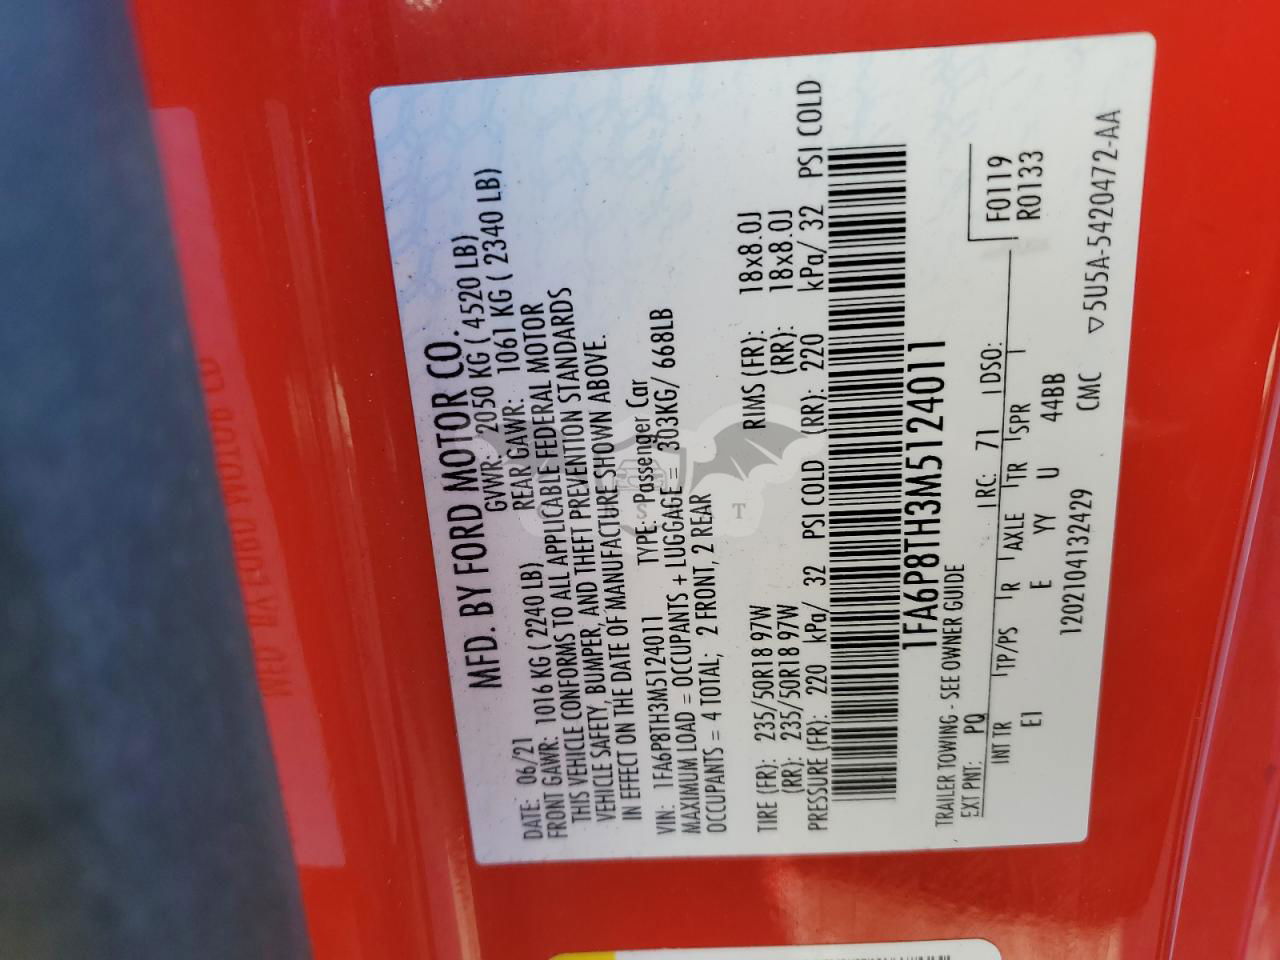 MFD. BY FORD MOTOR CO.
DATE: 06/21 GVWR: 2050 KG ( 4520 LB)
FRONT GAWR: 1016 KG ( 2240 LB) REAR GAWR: 1061 KG ( 2340 LB)
THIS VEHICLE CONFORMS TO ALL APPLICABLE FEDERAL MOTOR
VEHICLE SAFETY, BUMPER, AND THEFT PREVENTION STANDARDS
IN EFFECT ON THE DATE OF MANUFACTURE SHOWN ABOVE.
VIN: 1FA6P8TH3M5124011 TYPE: Passenger Car
MAXIMUM LOAD = OCCUPANTS + LUGGAGE = 303KG/ 668LB
OCCUPANTS = 4 TOTAL; 2 FRONT, 2 REAR
TIRE (FR): 235/50R18 97W RIMS (FR): 18x8.0J
(RR): 235/50R18 97W (RR): 18x8.0J
PRESSURE (FR): 220 kPa/ 32 PSI COLD (RR): 220 kPa/ 32 PSI COLD
1FA6P8TH3M5124011
TRAILER TOWING - SEE OWNER GUIDE
EXT PNT: PQ RC: 71 DSO: F0119
R0133
INT TR TP/PS R AXLE TR SPR
E1 E YY U 44BB
1202104132429 CMC ▽5U5A-5420472-AA
S T